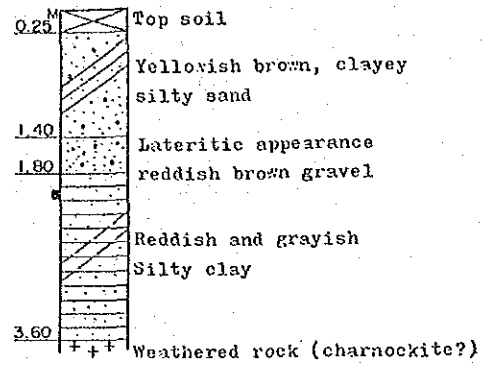 M Top soil
0.25
Yellowish brown, clayey
silty sand
1.40
Lateritic appearance
1.80 reddish brown gravel
Reddish and grayish
Silty clay
3.60
Weathered rock (charnockite?)